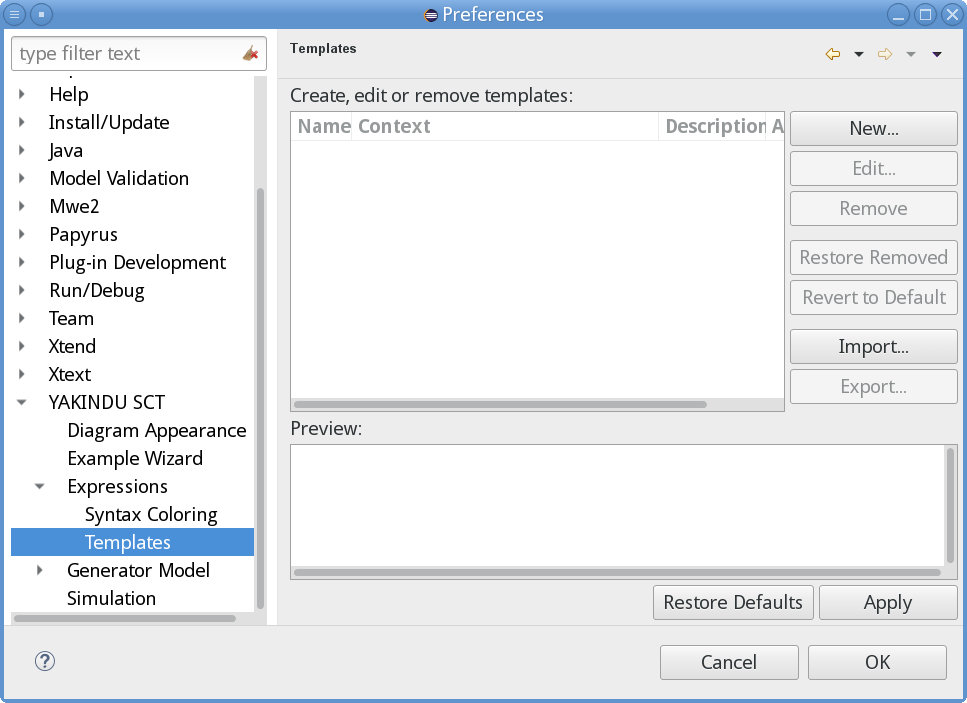 Preferences
type filter text
Help
Install/Update
Java
Model Validation
Mwe2
Papyrus
Plug-in Development
Run/Debug
Team
Xtend
Xtext
YAKINDU SCT
Diagram Appearance
Example Wizard
Expressions
Syntax Coloring
Templates
Generator Model
Simulation
Templates
Create, edit or remove templates:
Name Context Description A
New...
Edit...
Remove
Restore Removed
Revert to Default
Import...
Export...
Preview:
Restore Defaults Apply
? Cancel OK